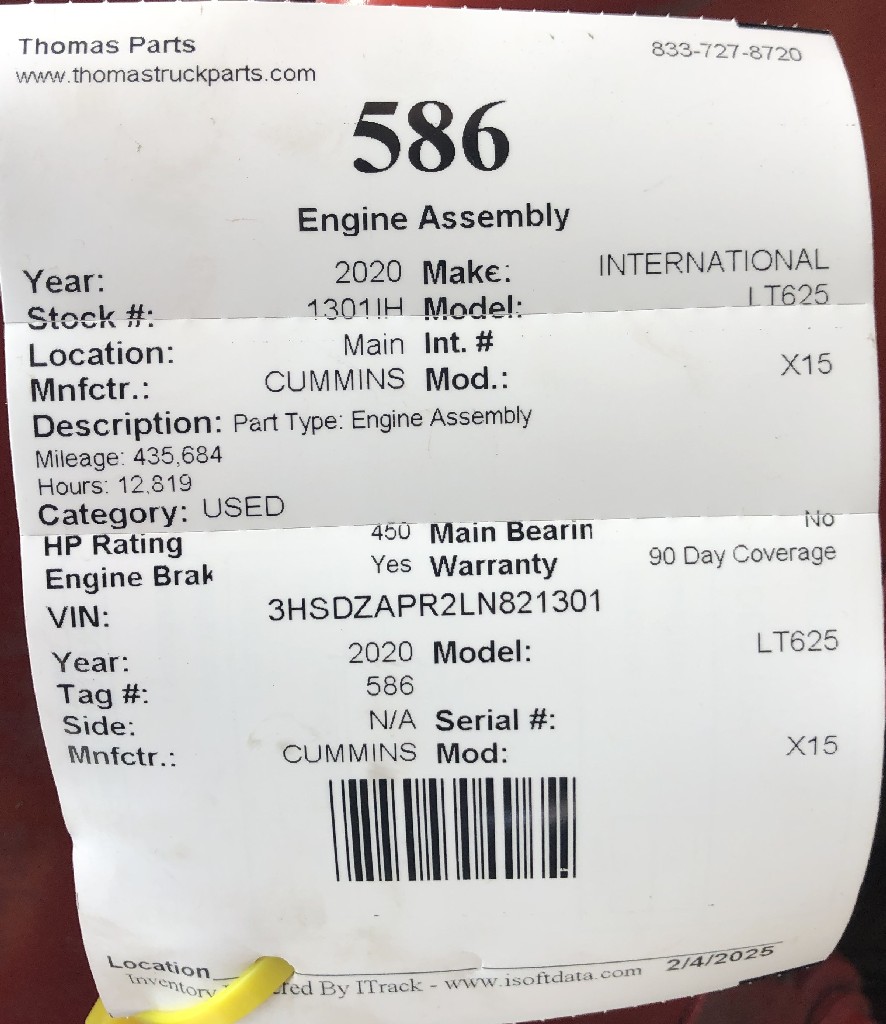 Thomas Parts 833-727-8720
www.thomastruckparts.com
586
Engine Assembly
Year: 2020 Make: INTERNATIONAL
Stock #: 1301IH Model: LT625
Location: Main Int. #
Mnfctr.: CUMMINS Mod.: X15
Description: Part Type: Engine Assembly
Mileage: 435,684
Hours: 12,819
Category: USED
HP Rating 450 Main Bearin No
Engine Brak Yes Warranty 90 Day Coverage
VIN: 3HSDZAPR2LN821301
Year: 2020 Model: LT625
Tag #: 586
Side: N/A Serial #:
Mnfctr.: CUMMINS Mod: X15
Location 2/4/2025
Inventory By ITrack - www.isoftdata.com